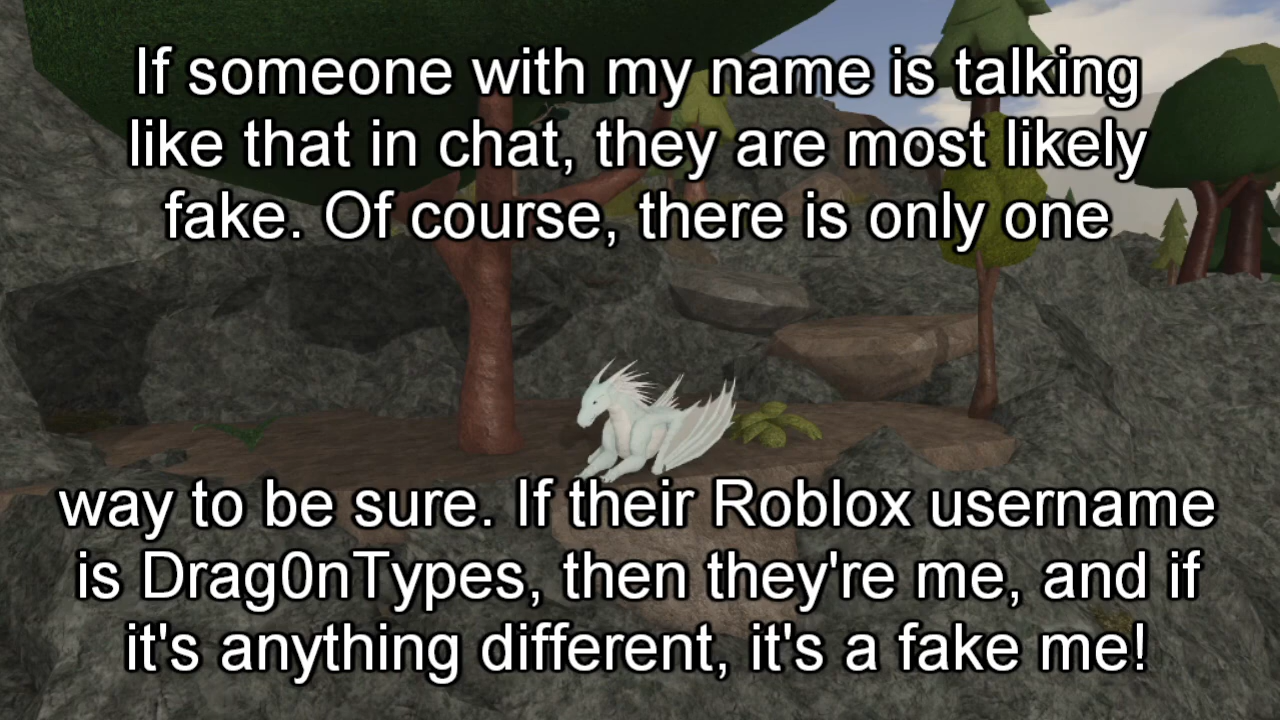 If someone with my name is talking
like that in chat, they are most likely
fake. Of course, there is only one
way to be sure. If their Roblox username
is Drag0nTypes, then they're me, and if
it's anything different, it's a fake me!